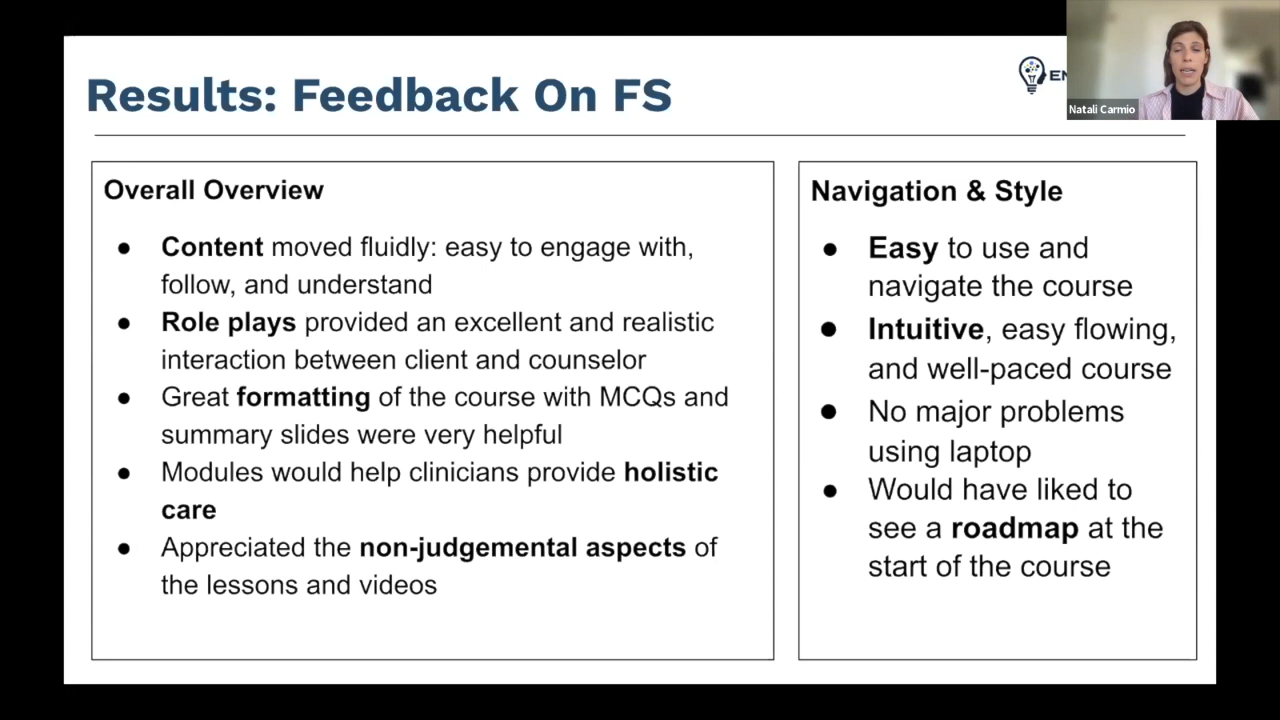 Results: Feedback On FS
EN
Natali Carmio
Overall Overview
● Content moved fluidly: easy to engage with,
follow, and understand
● Role plays provided an excellent and realistic
interaction between client and counselor
● Great formatting of the course with MCQs and
summary slides were very helpful
● Modules would help clinicians provide holistic
care
● Appreciated the non-judgemental aspects of
the lessons and videos
Navigation & Style
● Easy to use and
navigate the course
● Intuitive, easy flowing,
and well-paced course
● No major problems
using laptop
● Would have liked to
see a roadmap at the
start of the course